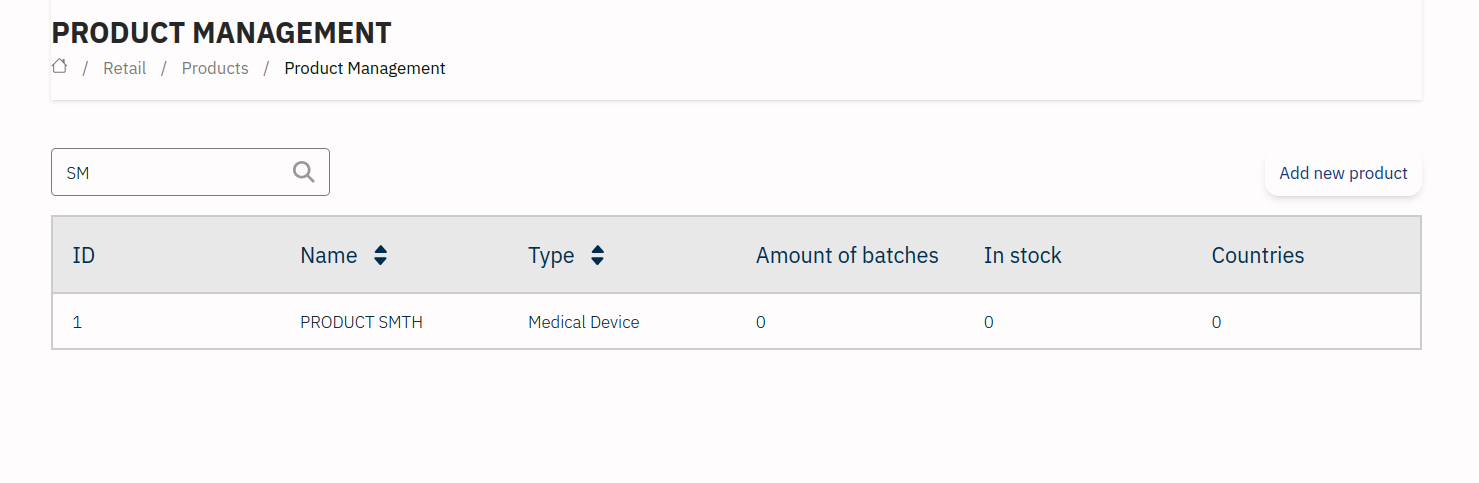 PRODUCT MANAGEMENT
/ Retail / Products / Product Management
SM
Add new product
ID Name Type Amount of batches In stock Countries
1 PRODUCT SMTH Medical Device 0 0 0